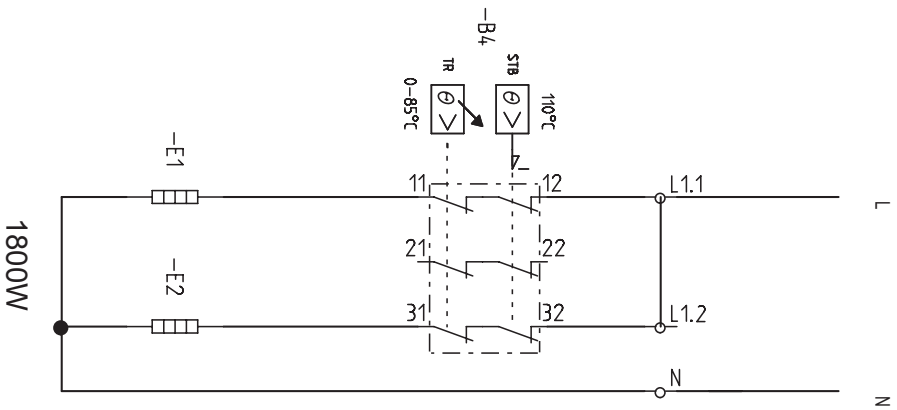 -B4
TR
STB
0-85°C
110°C
θ
θ
-E1
11
12
L1.1
L
21
22
-E2
31
32
L1.2
1800W
N
N